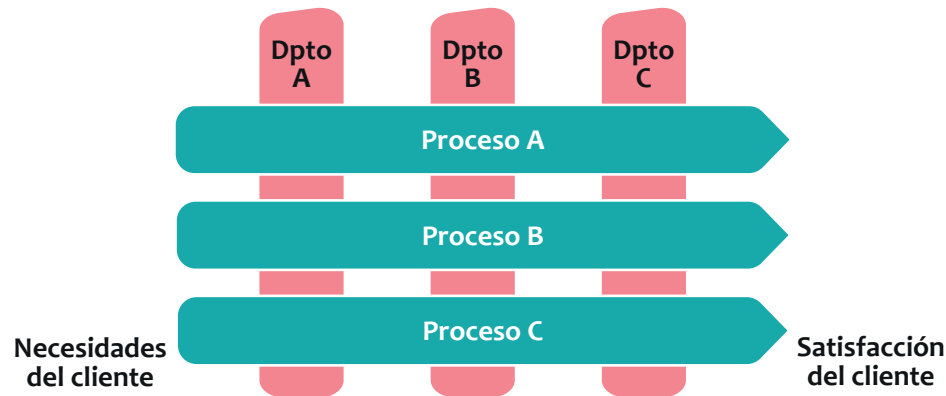 Dpto
A
Dpto
B
Dpto
C
Proceso A
Proceso B
Proceso C
Necesidades
del cliente
Satisfacción
del cliente